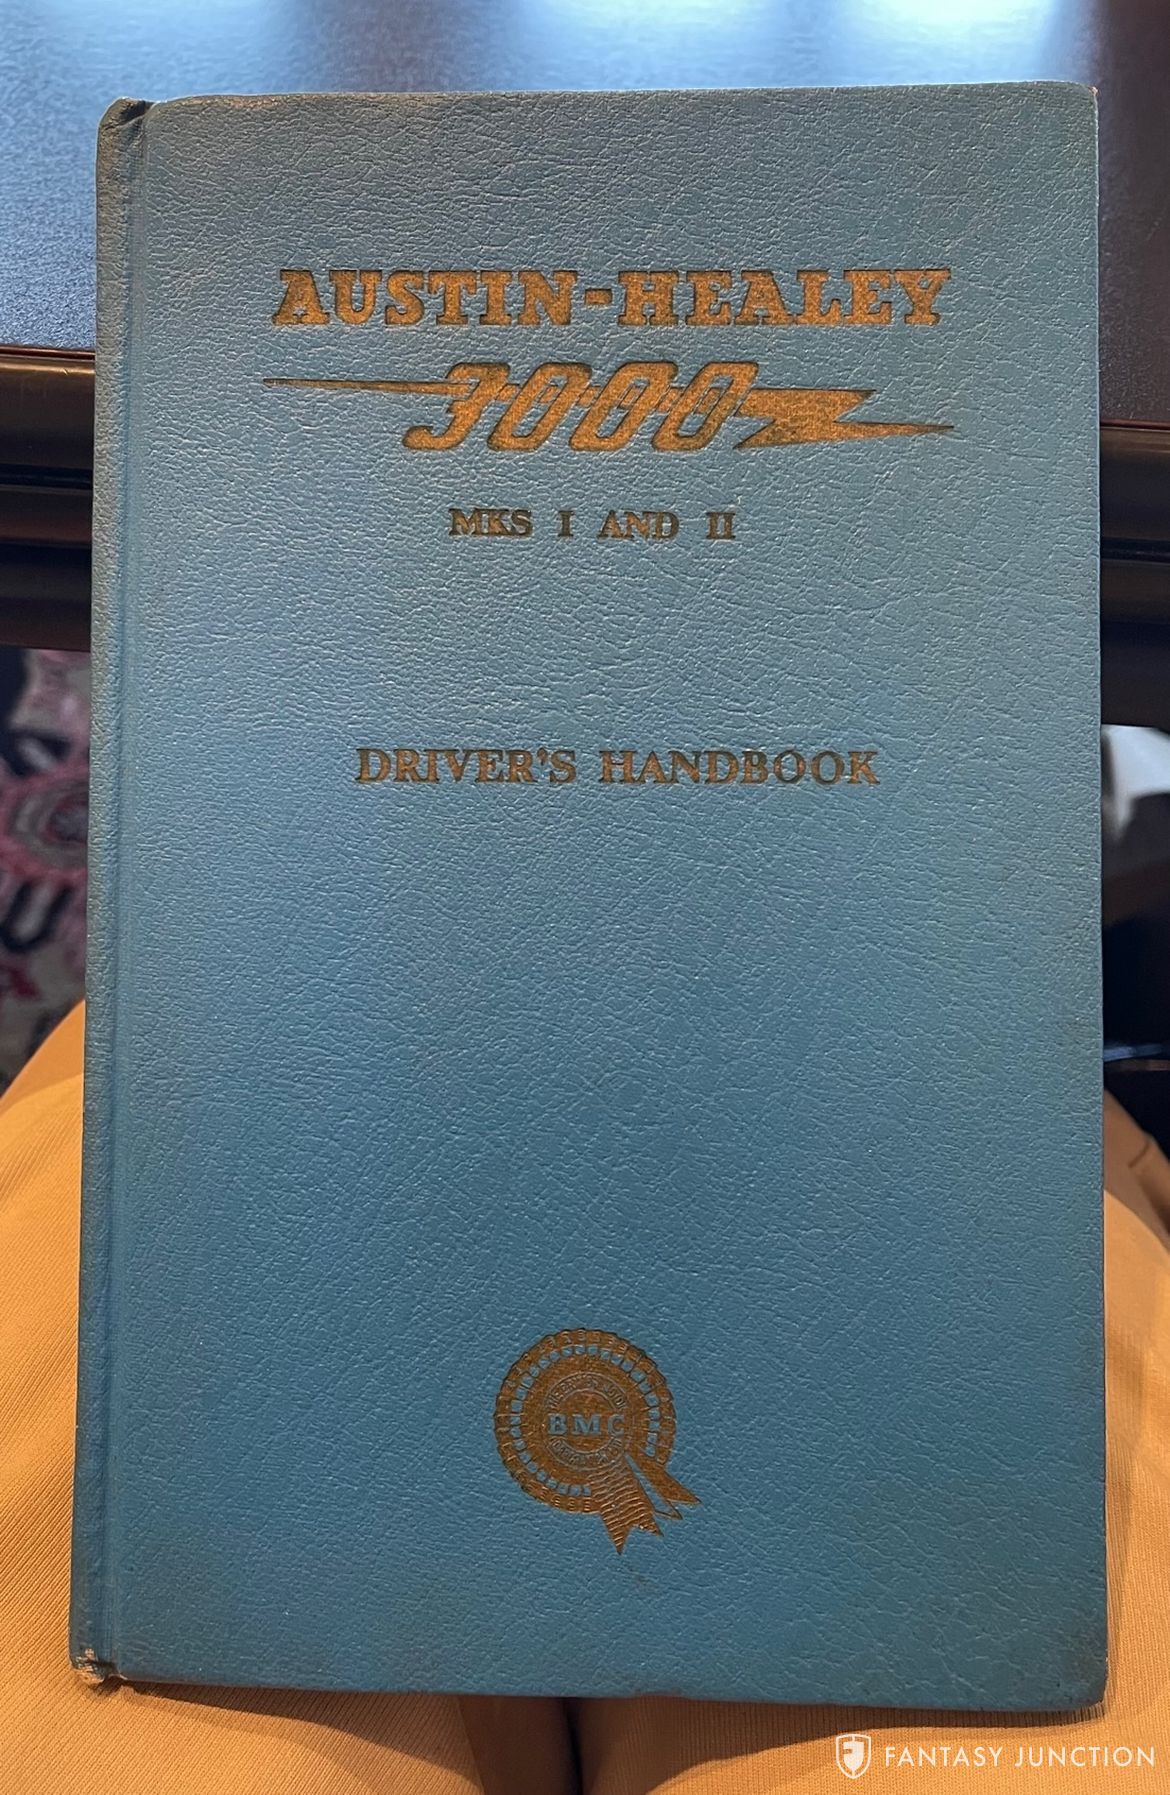 AUSTIN-HEALEY
3000
MKS I AND II
DRIVER'S HANDBOOK
BMC
FANTASY JUNCTION